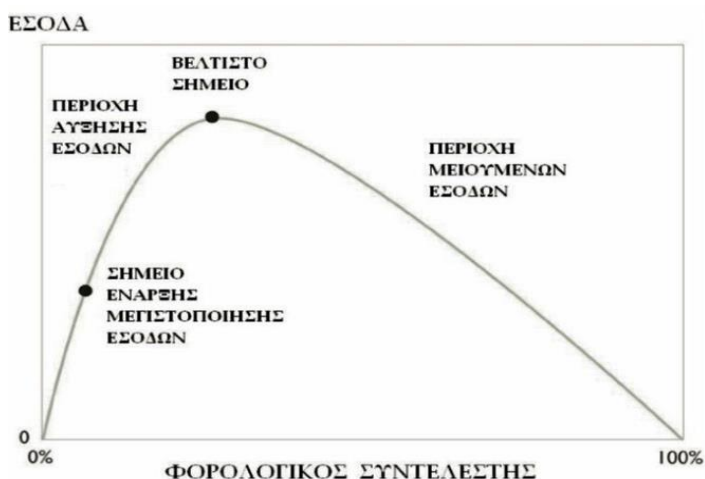 ΕΣΟΔΑ
ΒΕΛΤΙΣΤΟ
ΣΗΜΕΙΟ
ΠΕΡΙΟΧΗ
ΑΥΞΗΣΗΣ
ΕΣΟΔΩΝ
ΠΕΡΙΟΧΗ
ΜΕΙΟΥΜΕΝΩΝ
ΕΣΟΔΩΝ
ΣΗΜΕΙΟ
ΕΝΑΡΞΗΣ
ΜΕΓΙΣΤΟΠΟΙΗΣΗΣ
ΕΣΟΔΩΝ
0
0%
100%
ΦΟΡΟΛΟΓΙΚΟΣ ΣΥΝΤΕΛΕΣΤΗΣ